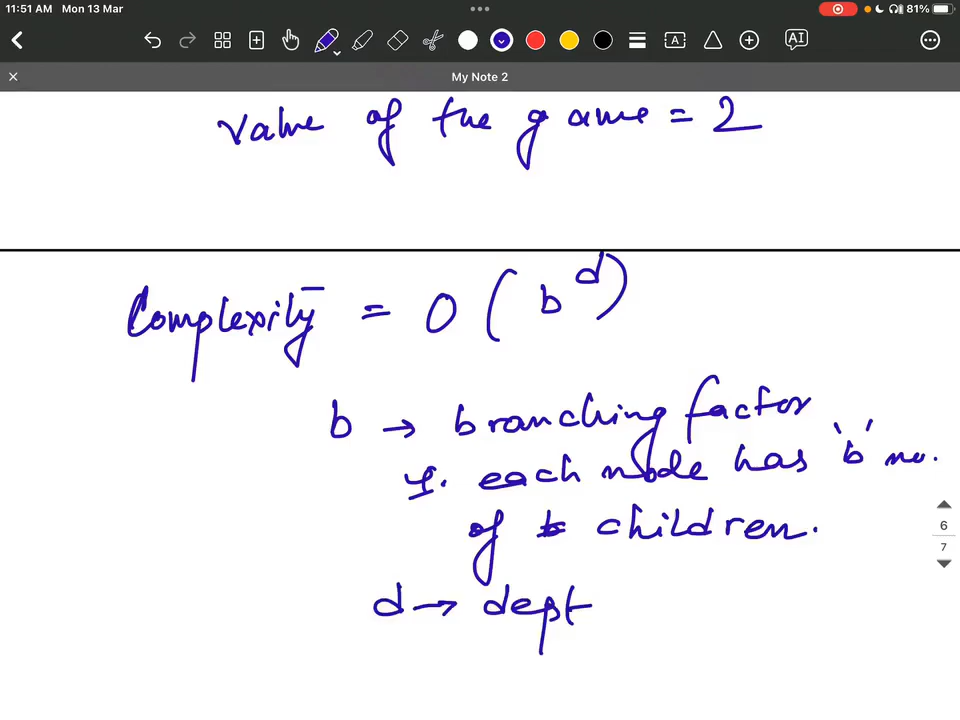 11:51 AM Mon 13 Mar
81%
A
AI
My Note 2
Value of the game = 2
Complexity = O ( b^d )
b → branching factor
each node has 'b' no.
of children.
6
7
d → dept